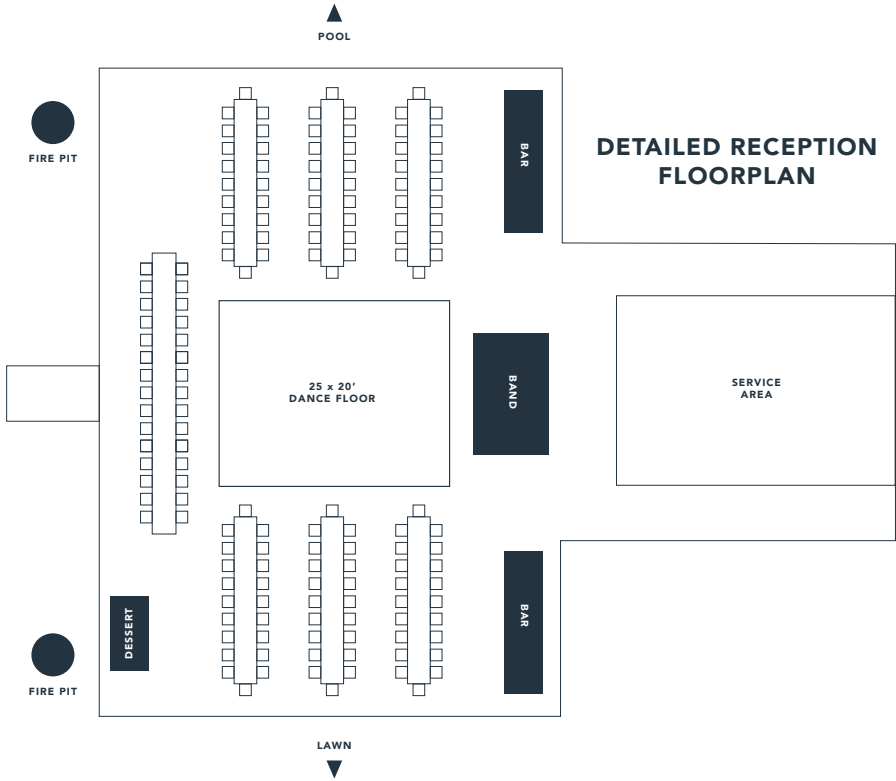 POOL
FIRE PIT
BAR
DETAILED RECEPTION
FLOORPLAN
25 x 20’
DANCE FLOOR
BAND
SERVICE
AREA
DESSERT
BAR
FIRE PIT
LAWN